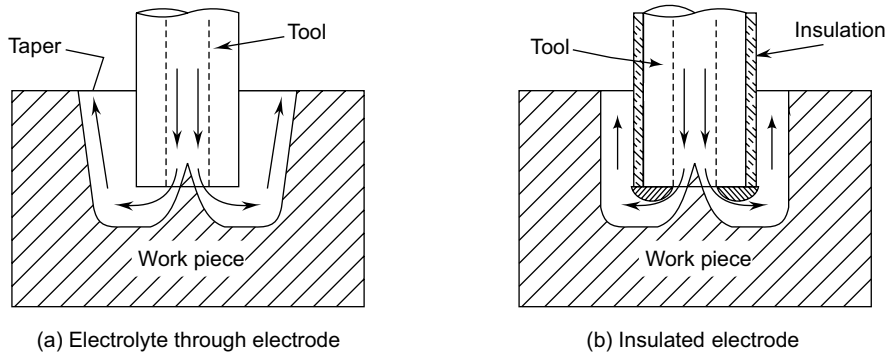 Taper
Tool
Work piece
(a) Electrolyte through electrode
Tool
Insulation
Work piece
(b) Insulated electrode